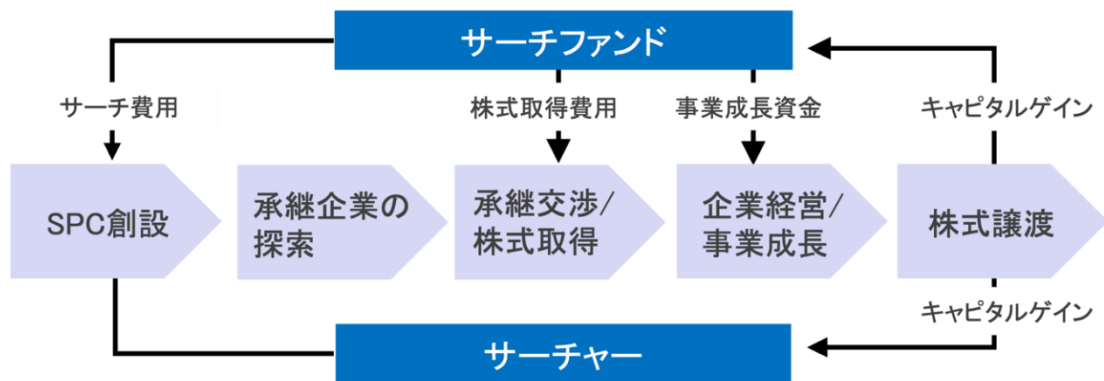 サーチファンド
サーチ費用
株式取得費用
事業成長資金
キャピタルゲイン
SPC創設
承継企業の
探索
承継交渉/
株式取得
企業経営/
事業成長
株式譲渡
キャピタルゲイン
サーチャー